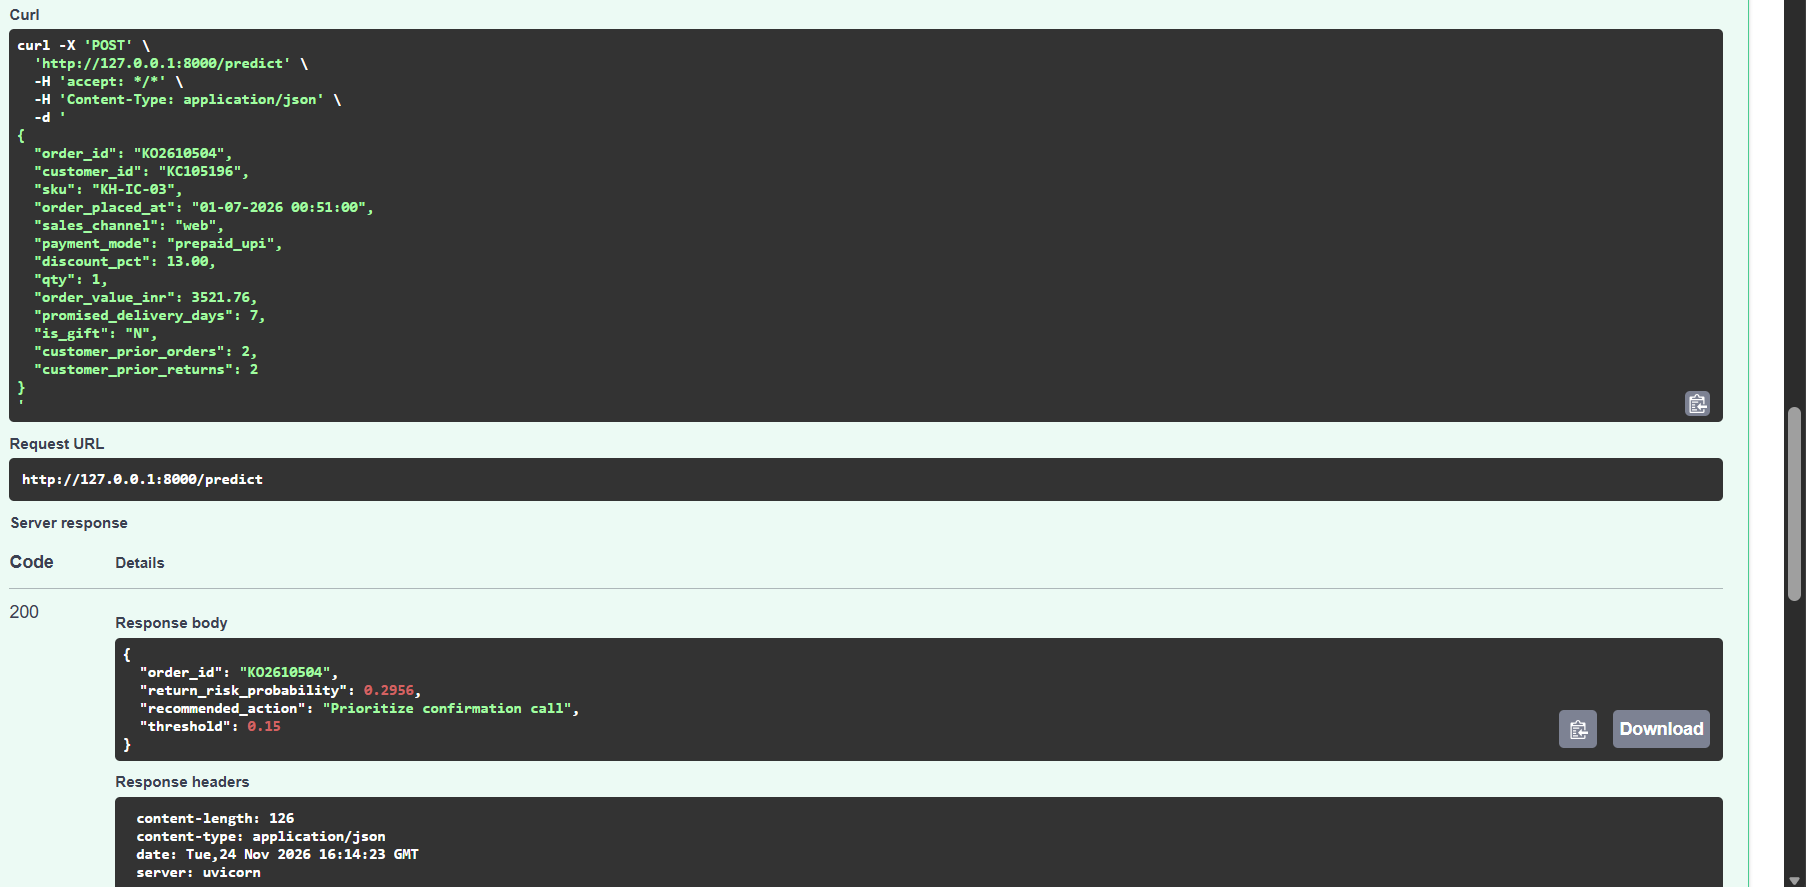 Curl
curl -X 'POST' \
  'http://127.0.0.1:8000/predict' \
  -H 'accept: */*' \
  -H 'Content-Type: application/json' \
  -d '
{
  "order_id": "KO2610504",
  "customer_id": "KC105196",
  "sku": "KH-IC-03",
  "order_placed_at": "01-07-2026 00:51:00",
  "sales_channel": "web",
  "payment_mode": "prepaid_upi",
  "discount_pct": 13.00,
  "qty": 1,
  "order_value_inr": 3521.76,
  "promised_delivery_days": 7,
  "is_gift": "N",
  "customer_prior_orders": 2,
  "customer_prior_returns": 2
}
'
Request URL
http://127.0.0.1:8000/predict
Server response
Code Details
200
Response body
{
  "order_id": "KO2610504",
  "return_risk_probability": 0.2956,
  "recommended_action": "Prioritize confirmation call",
  "threshold": 0.15
}
Download
Response headers
content-length: 126
content-type: application/json
date: Tue,24 Nov 2026 16:14:23 GMT
server: uvicorn